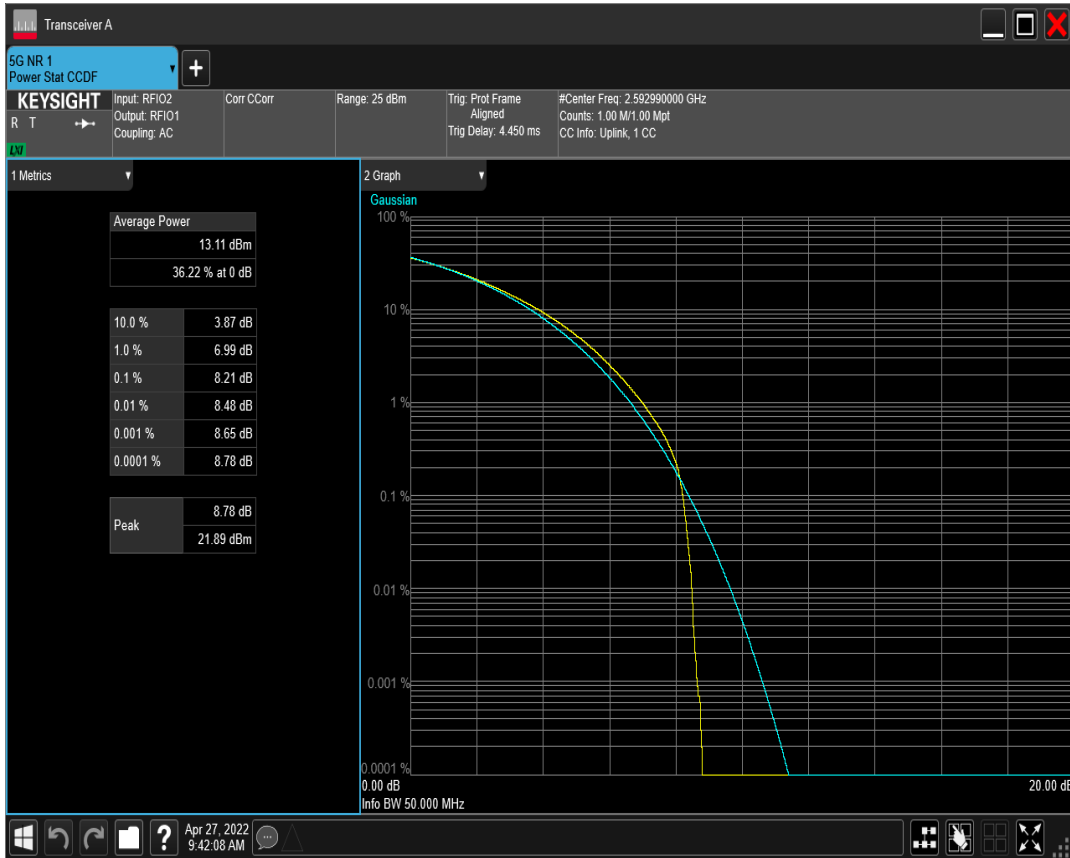 Transceiver A
5G NR 1
Power Stat CCDF
+
KEYSIGHT
R T
LXI
Input: RFIO2
Output: RFIO1
Coupling: AC
Corr CCorr
Range: 25 dBm
Trig: Prot Frame
Aligned
Trig Delay: 4.450 ms
#Center Freq: 2.592990000 GHz
Counts: 1.00 M/1.00 Mpt
CC Info: Uplink, 1 CC
1 Metrics
Average Power
13.11 dBm
36.22 % at 0 dB
10.0 % 3.87 dB
1.0 % 6.99 dB
0.1 % 8.21 dB
0.01 % 8.48 dB
0.001 % 8.65 dB
0.0001 % 8.78 dB
Peak
8.78 dB
21.89 dBm
2 Graph
Gaussian
100 %
10 %
1 %
0.1 %
0.01 %
0.001 %
0.0001 %
0.00 dB 20.00 dB
Info BW 50.000 MHz
?
Apr 27, 2022
9:42:08 AM